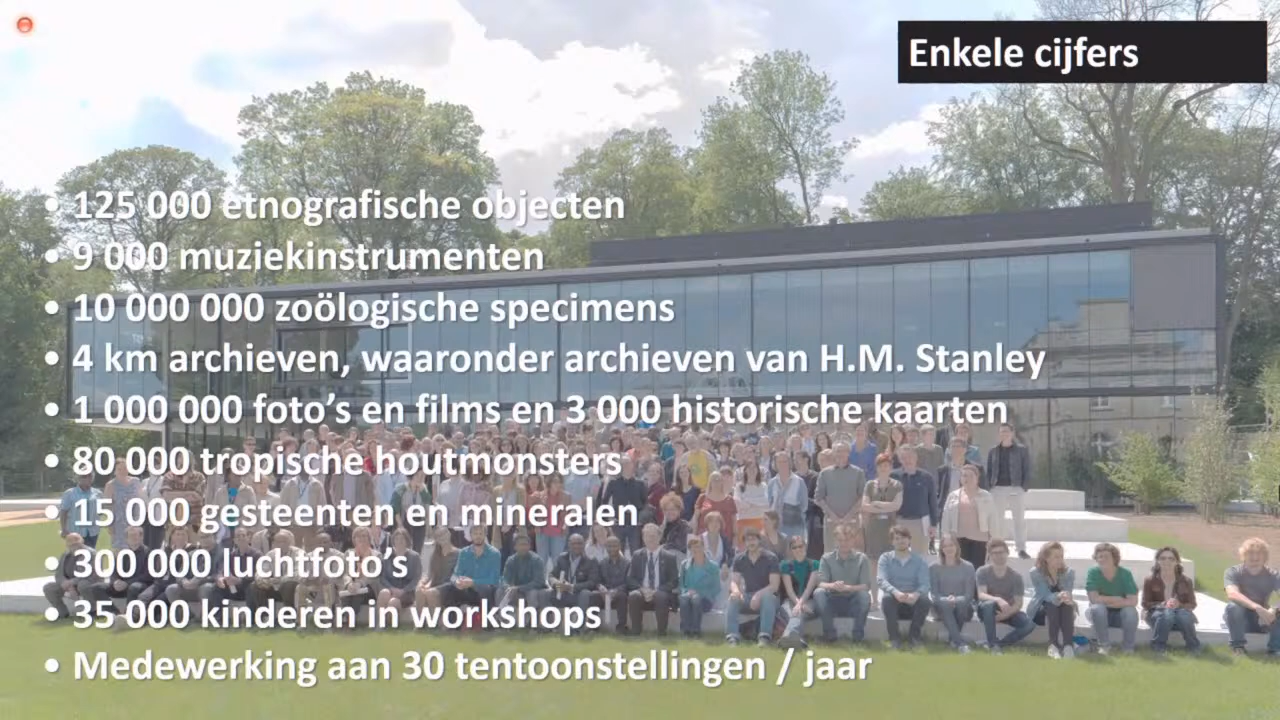 Enkele cijfers
• 125 000 etnografische objecten
• 9 000 muziekinstrumenten
• 10 000 000 zoölogische specimens
• 4 km archieven, waaronder archieven van H.M. Stanley
• 1 000 000 foto’s en films en 3 000 historische kaarten
• 80 000 tropische houtmonsters
• 15 000 gesteenten en mineralen
• 300 000 luchtfoto’s
• 35 000 kinderen in workshops
• Medewerking aan 30 tentoonstellingen / jaar